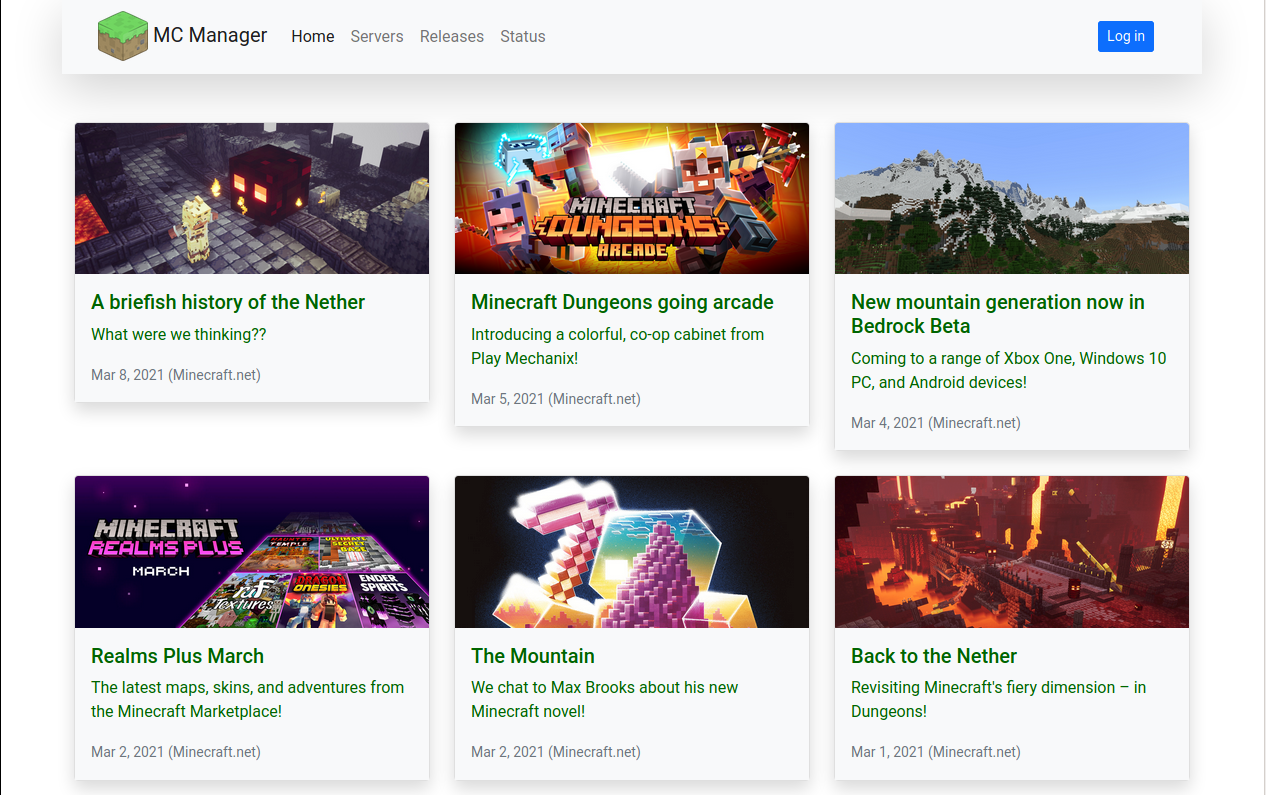 MC Manager Home Servers Releases Status Log in
MINECRAFT
DUNGEONS
ARCADE
A briefish history of the Nether
What were we thinking??
Mar 8, 2021 (Minecraft.net)
Minecraft Dungeons going arcade
Introducing a colorful, co-op cabinet from
Play Mechanix!
Mar 5, 2021 (Minecraft.net)
New mountain generation now in
Bedrock Beta
Coming to a range of Xbox One, Windows 10
PC, and Android devices!
Mar 4, 2021 (Minecraft.net)
MINECRAFT
REALMS PLUS
MARCH
HAUNTED
TEMPLE
ULTIMATE
SECRET
BASE
Textures
DRAGON
ONESIES
ENDER
SPIRITS
Realms Plus March
The latest maps, skins, and adventures from
the Minecraft Marketplace!
Mar 2, 2021 (Minecraft.net)
The Mountain
We chat to Max Brooks about his new
Minecraft novel!
Mar 2, 2021 (Minecraft.net)
Back to the Nether
Revisiting Minecraft's fiery dimension – in
Dungeons!
Mar 1, 2021 (Minecraft.net)